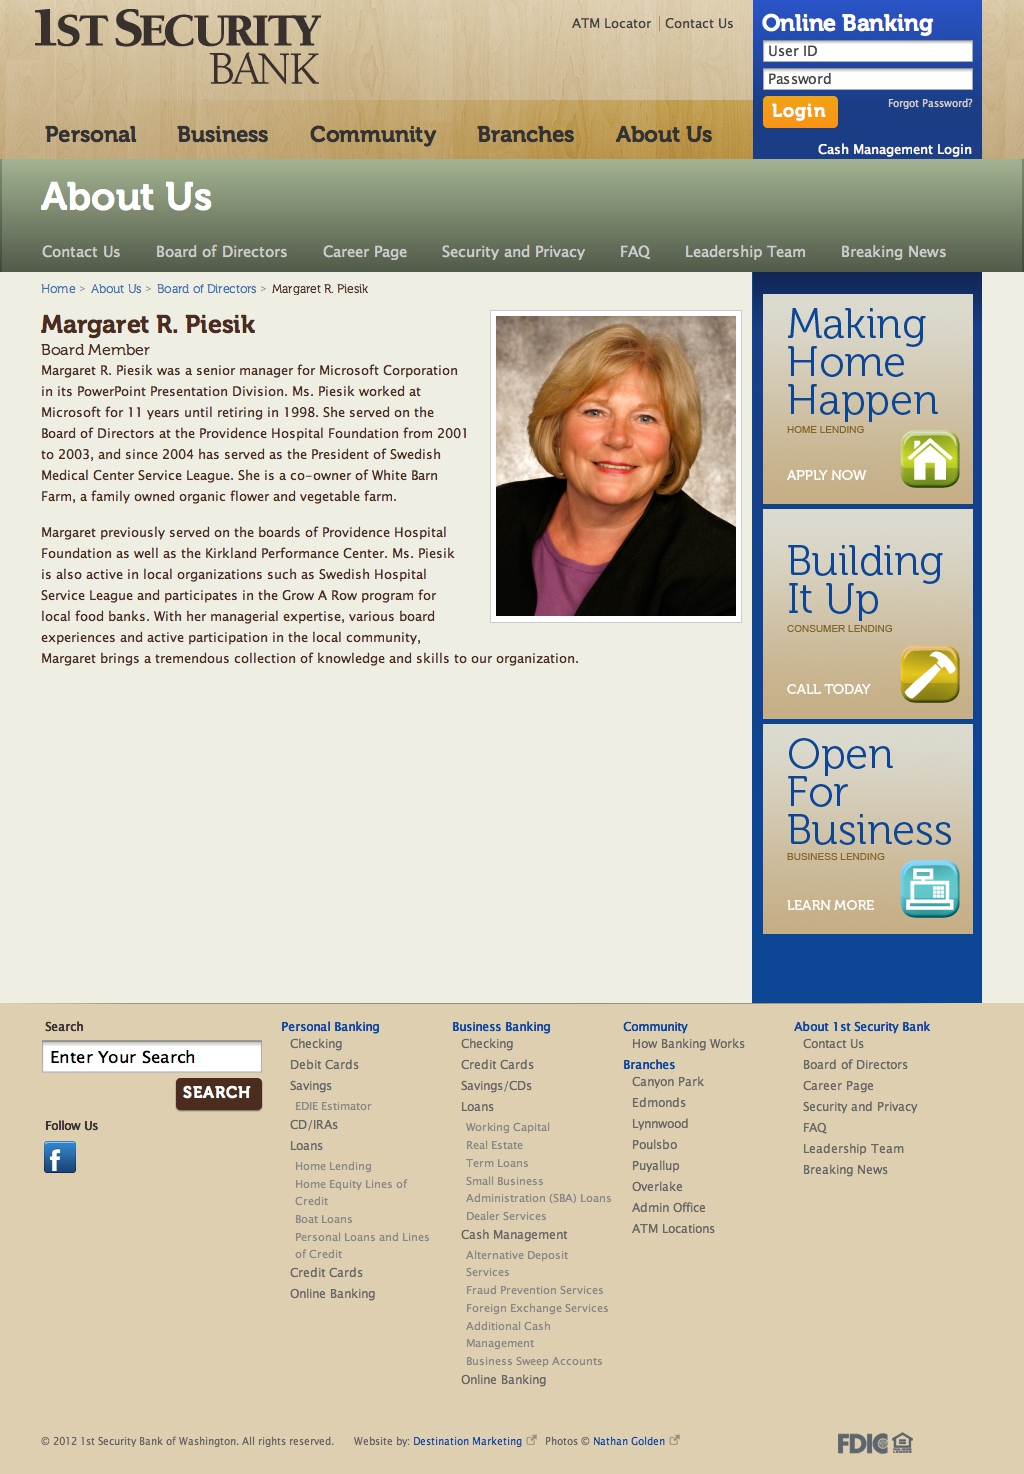 1ST SECURITY
BANK
ATM Locator
Contact Us
Online Banking
User ID
Password
Login
Forgot Password?
Cash Management Login
Personal
Business
Community
Branches
About Us
About Us
Contact Us
Board of Directors
Career Page
Security and Privacy
FAQ
Leadership Team
Breaking News
Home > About Us > Board of Directors > Margaret R. Piesik
Margaret R. Piesik
Board Member
Margaret R. Piesik was a senior manager for Microsoft Corporation
in its PowerPoint Presentation Division. Ms. Piesik worked at
Microsoft for 11 years until retiring in 1998. She served on the
Board of Directors at the Providence Hospital Foundation from 2001
to 2003, and since 2004 has served as the President of Swedish
Medical Center Service League. She is a co-owner of White Barn
Farm, a family owned organic flower and vegetable farm.
Margaret previously served on the boards of Providence Hospital
Foundation as well as the Kirkland Performance Center. Ms. Piesik
is also active in local organizations such as Swedish Hospital
Service League and participates in the Grow A Row program for
local food banks. With her managerial expertise, various board
experiences and active participation in the local community,
Margaret brings a tremendous collection of knowledge and skills to our organization.
Making
Home
Happen
HOME LENDING
APPLY NOW
Building
It Up
CONSUMER LENDING
CALL TODAY
Open
For
Business
BUSINESS LENDING
LEARN MORE
Search
Enter Your Search
SEARCH
Follow Us
f
Personal Banking
Checking
Debit Cards
Savings
EDIE Estimator
CD/IRAs
Loans
Home Lending
Home Equity Lines of
Credit
Boat Loans
Personal Loans and Lines
of Credit
Credit Cards
Online Banking
Business Banking
Checking
Credit Cards
Savings/CDs
Loans
Working Capital
Real Estate
Term Loans
Small Business
Administration (SBA) Loans
Dealer Services
Cash Management
Alternative Deposit
Services
Fraud Prevention Services
Foreign Exchange Services
Additional Cash
Management
Business Sweep Accounts
Online Banking
Community
How Banking Works
Branches
Canyon Park
Edmonds
Lynnwood
Poulsbo
Puyallup
Overlake
Admin Office
ATM Locations
About 1st Security Bank
Contact Us
Board of Directors
Career Page
Security and Privacy
FAQ
Leadership Team
Breaking News
© 2012 1st Security Bank of Washington. All rights reserved.
Website by: Destination Marketing
Photos © Nathan Golden
FDIC